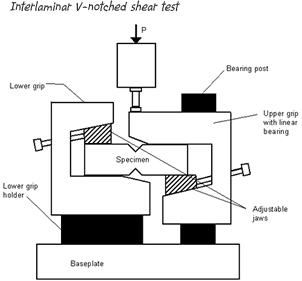 Interlaminar V-notched shear test
P
Bearing post
Lower grip
Upper grip
with linear
bearing
Specimen
Lower grip
holder
Adjustable
jaws
Baseplate